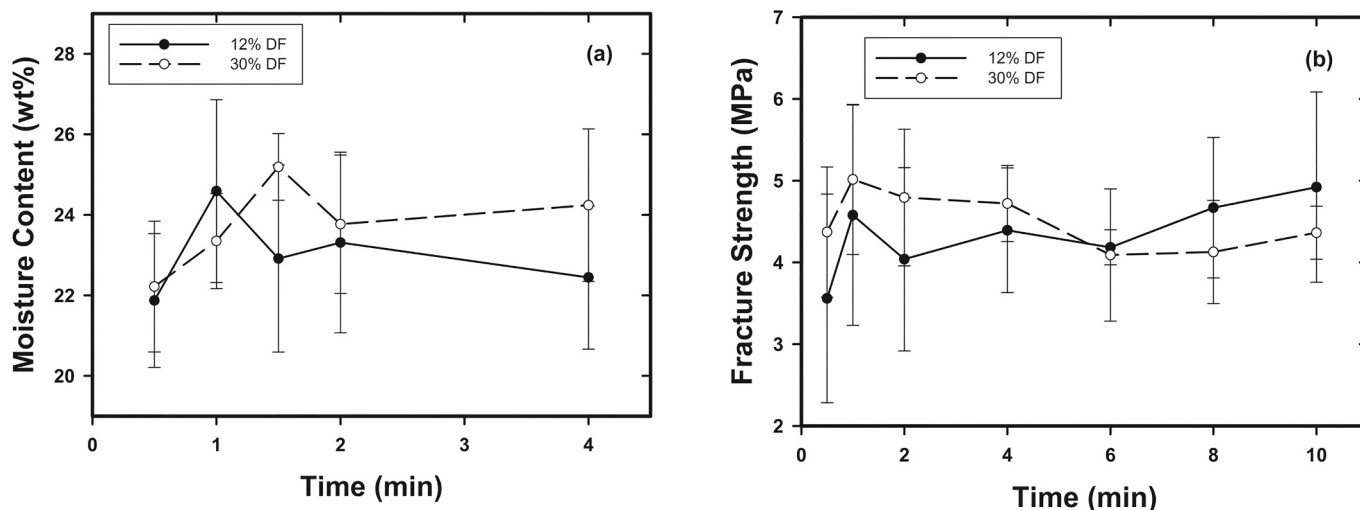 28
26
24
22
20
0
1
2
3
4
Moisture Congent (wt%)
Time (min)
12% DF
30% DF
(a)
7
6
5
4
3
2
0
2
4
6
8
10
Fracture Strength (MPa)
Time (min)
12% DF
30% DF
(b)